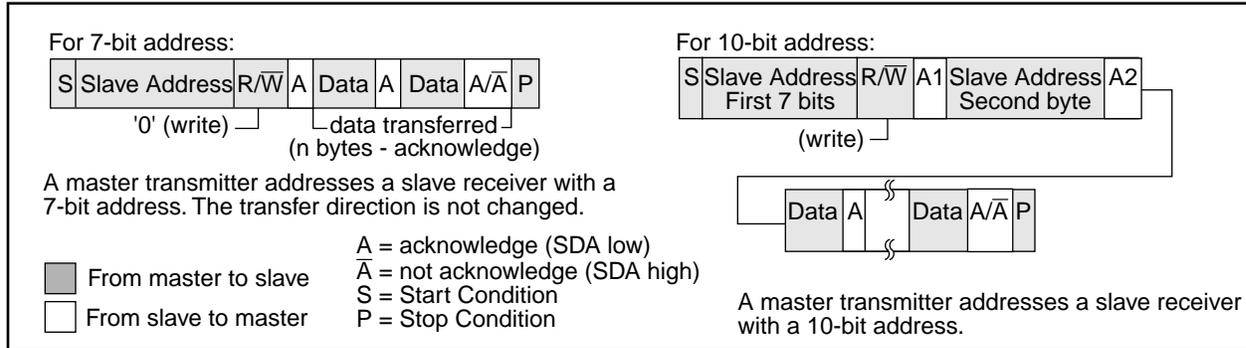 For 7-bit address:
S Slave Address R/W̅ A Data A Data A/A̅ P
'0' (write)
data transferred
(n bytes - acknowledge)
A master transmitter addresses a slave receiver with a
7-bit address. The transfer direction is not changed.
From master to slave
From slave to master
A = acknowledge (SDA low)
A̅ = not acknowledge (SDA high)
S = Start Condition
P = Stop Condition
For 10-bit address:
S Slave Address First 7 bits R/W̅ A1 Slave Address Second byte A2
(write)
Data A Data A/A̅ P
A master transmitter addresses a slave receiver
with a 10-bit address.